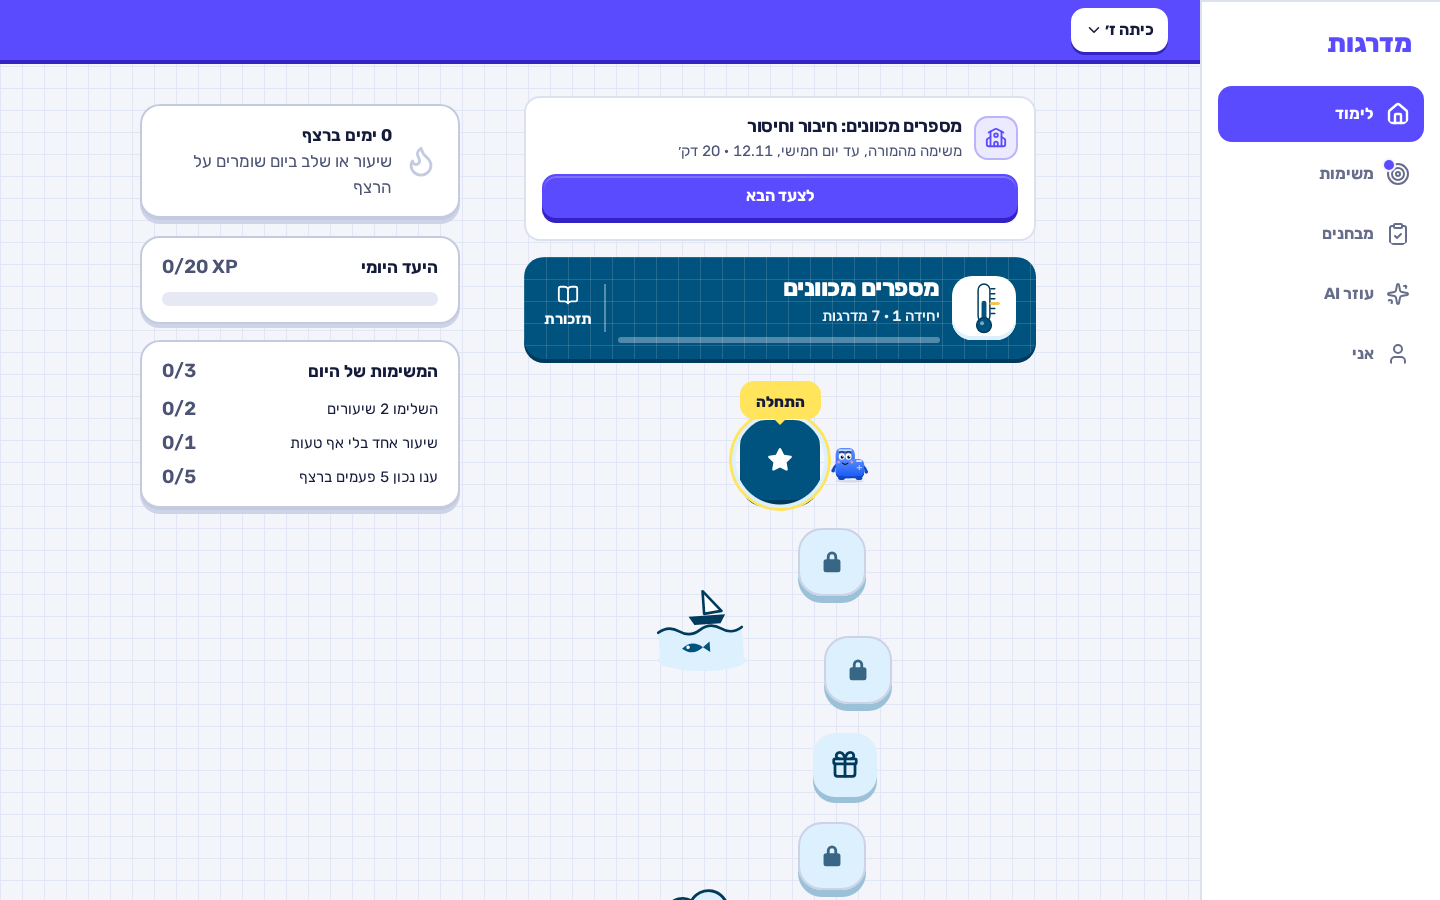 מדרגות
לימוד
משימות
מבחנים
עוזר AI
אני
כיתה ז׳
מספרים מכוונים: חיבור וחיסור
משימה מהמורה, עד יום חמישי, 12.11 • 20 דק׳
לצעד הבא
מספרים מכוונים
יחידה 1 • 7 מדרגות
תזכורת
התחלה
0 ימים ברצף
שיעור או שלב ביום שומרים על
הרצף
היעד היומי
0/20 XP
המשימות של היום
0/3
השלימו 2 שיעורים
0/2
שיעור אחד בלי אף טעות
0/1
ענו נכון 5 פעמים ברצף
0/5